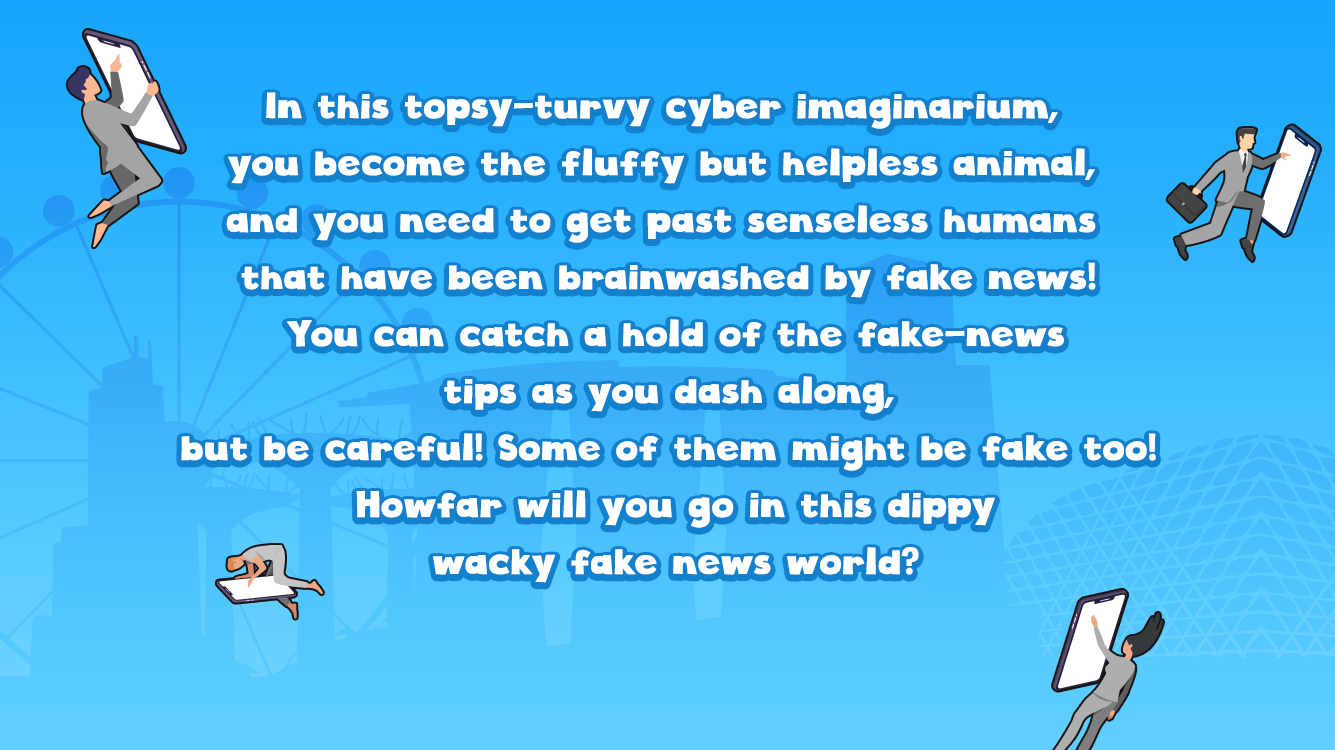 In this topsy-turvy cyber imaginarium,
you become the fluffy but helpless animal,
and you need to get past senseless humans
that have been brainwashed by fake news!
You can catch a hold of the fake-news
tips as you dash along,
but be careful! Some of them might be fake too!
Howfar will you go in this dippy
wacky fake news world?